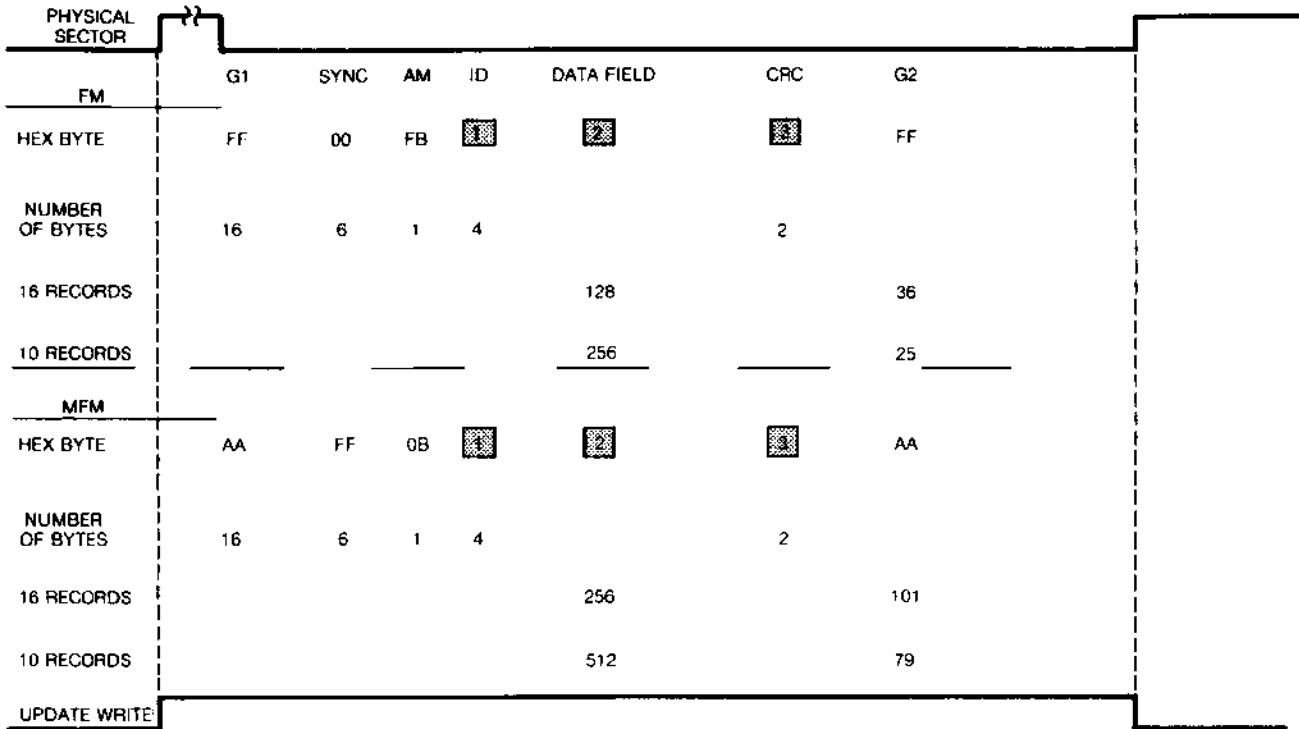 PHYSICAL
SECTOR
G1 SYNC AM ID DATA FIELD CRC G2
FM
HEX BYTE FF 00 FB 1 2 3 FF
NUMBER
OF BYTES 16 6 1 4 2
16 RECORDS 128 36
10 RECORDS 256 25
MFM
HEX BYTE AA FF 0B 1 2 3 AA
NUMBER
OF BYTES 16 6 1 4 2
16 RECORDS 256 101
10 RECORDS 512 79
UPDATE WRITE